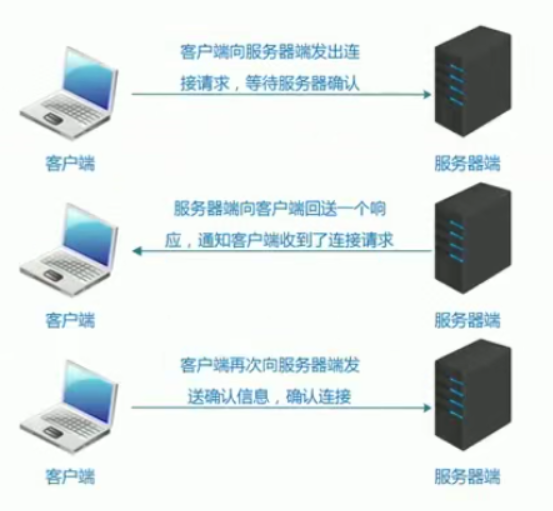 客户端向服务器端发出连
接请求，等待服务器确认
客户端
服务器端
服务器端向客户端回送一个响
应，通知客户端收到了连接请求
客户端
服务器端
客户端再次向服务器端发
送确认信息，确认连接
客户端
服务器端